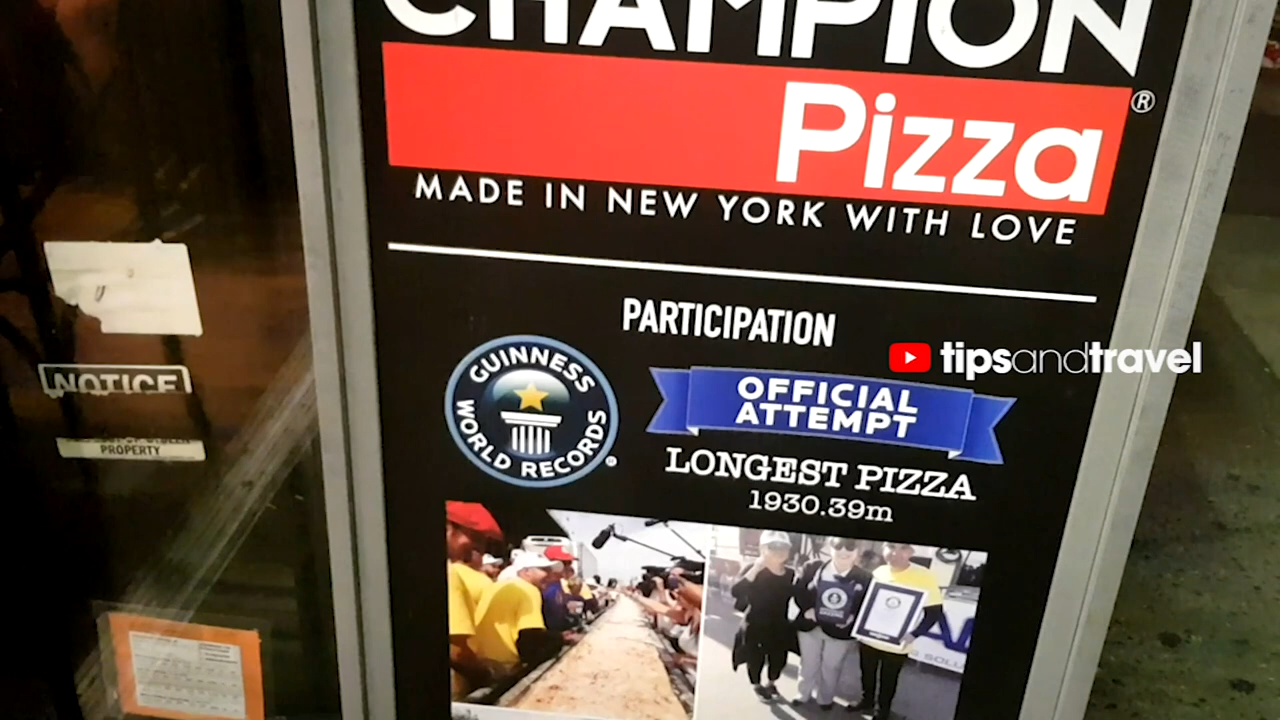 CHAMPION
Pizza®
MADE IN NEW YORK WITH LOVE
PARTICIPATION
GUINNESS
WORLD RECORDS
OFFICIAL
ATTEMPT
LONGEST PIZZA
1930.39m
tipsandtravel
NOTICE
PROPERTY